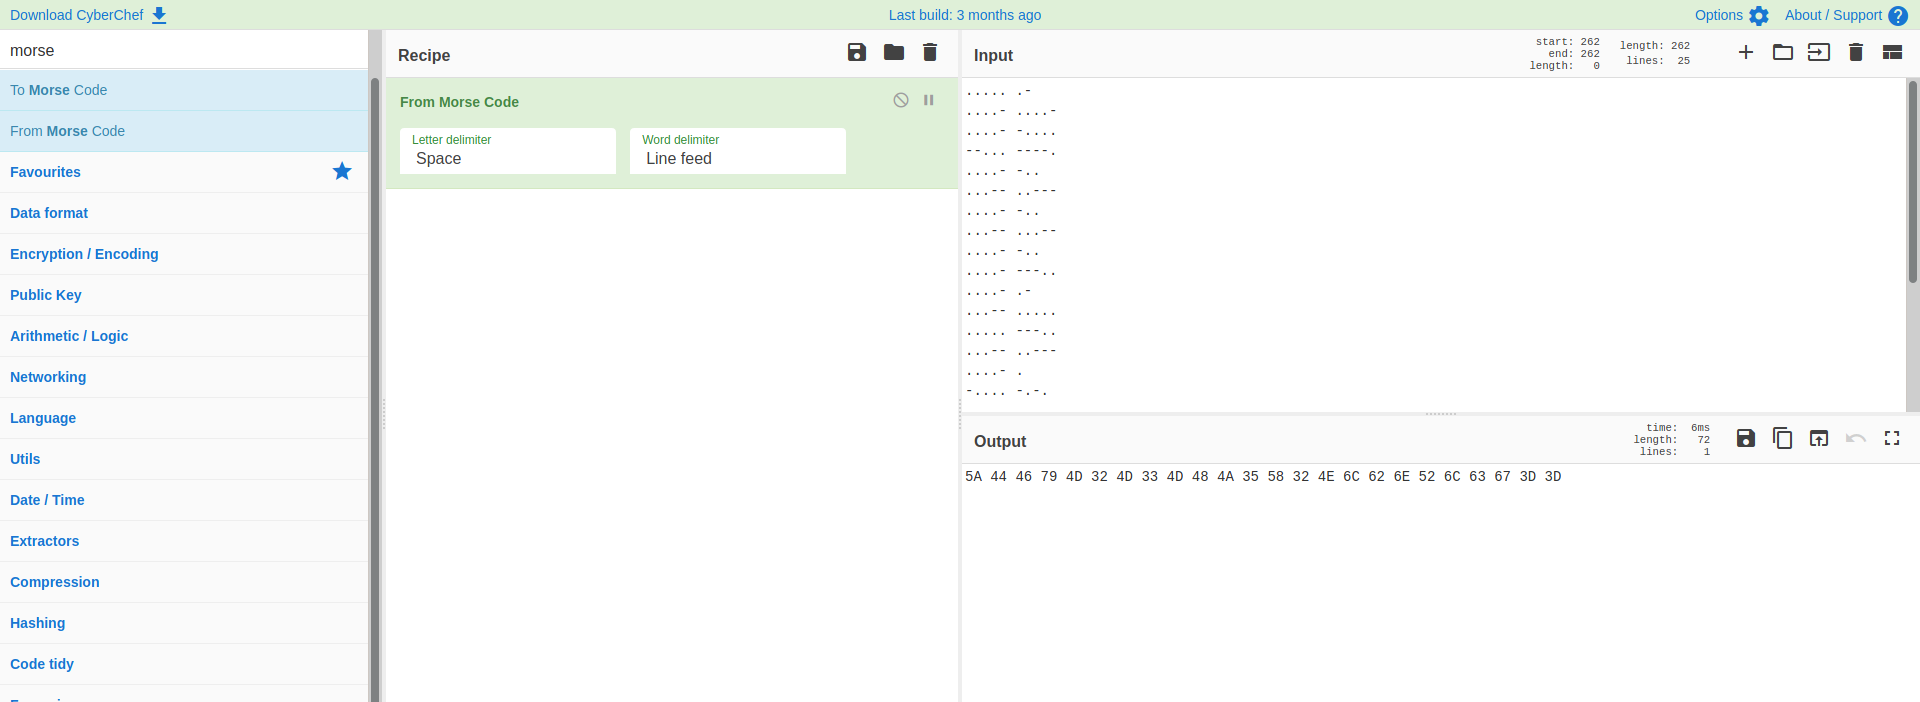 Download CyberChef
Last build: 3 months ago
Options
About / Support
morse
To Morse Code
From Morse Code
Favourites
Data format
Encryption / Encoding
Public Key
Arithmetic / Logic
Networking
Language
Utils
Date / Time
Extractors
Compression
Hashing
Code tidy
Recipe
From Morse Code
Letter delimiter
Space
Word delimiter
Line feed
Input
start: 262
end: 262
length: 0
length: 262
lines: 25
..... .-
....- ....-
....- -....
--... ----.
....- -..
...-- ..---
....- -..
...-- ...--
....- -..
....- ---..
....- .-
...-- .....
..... ---..
...-- ..---
....- .
-.... -.-.
Output
time: 6ms
length: 72
lines: 1
5A 44 46 79 4D 32 4D 33 4D 48 4A 35 58 32 4E 6C 62 6E 52 6C 63 67 3D 3D